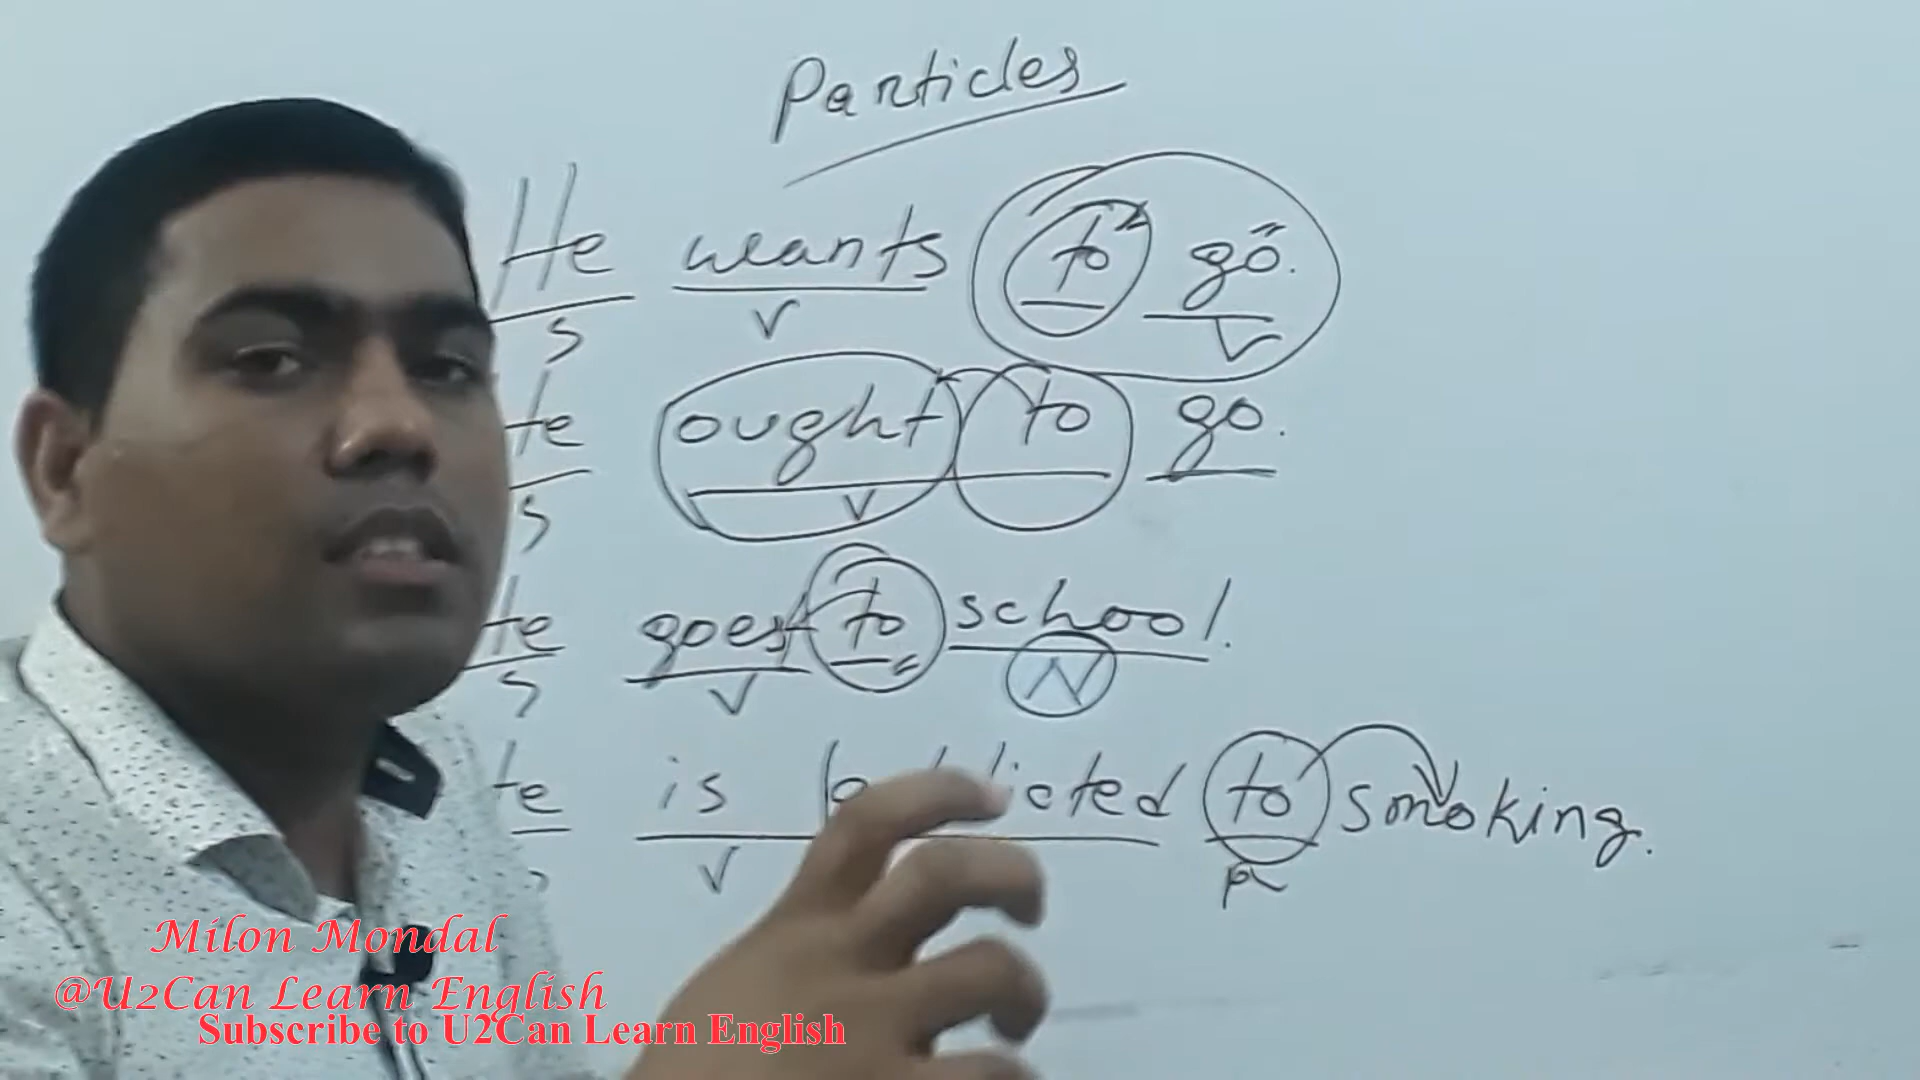 Particles
He wants to go.
S V V
He ought to go.
S V
He goes to school.
S V N
He is addicted to smoking.
V
Milon Mondal
@U2Can Learn English
Subscribe to U2Can Learn English